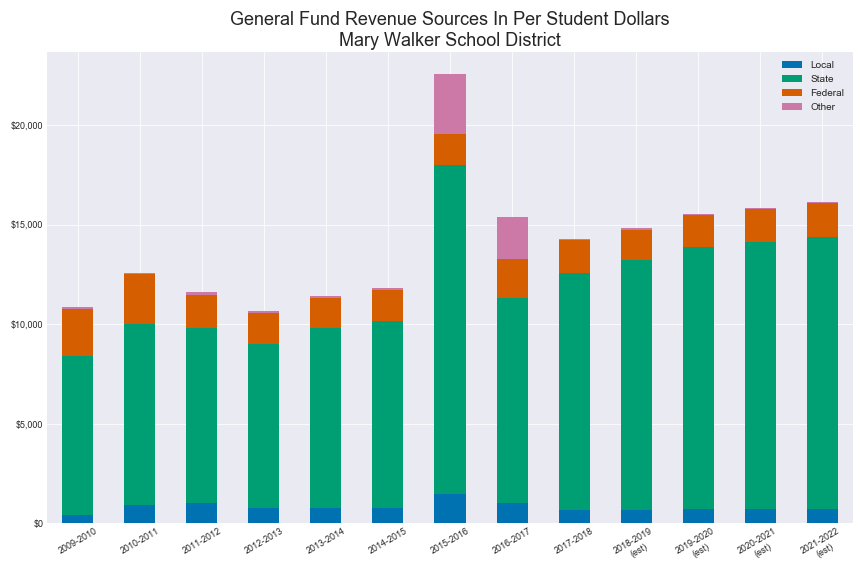 General Fund Revenue Sources In Per Student Dollars
Mary Walker School District
Local
State
Federal
Other
$20,000
$15,000
$10,000
$5,000
$0
2009-2010
2010-2011
2011-2012
2012-2013
2013-2014
2014-2015
2015-2016
2016-2017
2017-2018
2018-2019
(est)
2019-2020
(est)
2020-2021
(est)
2021-2022
(est)